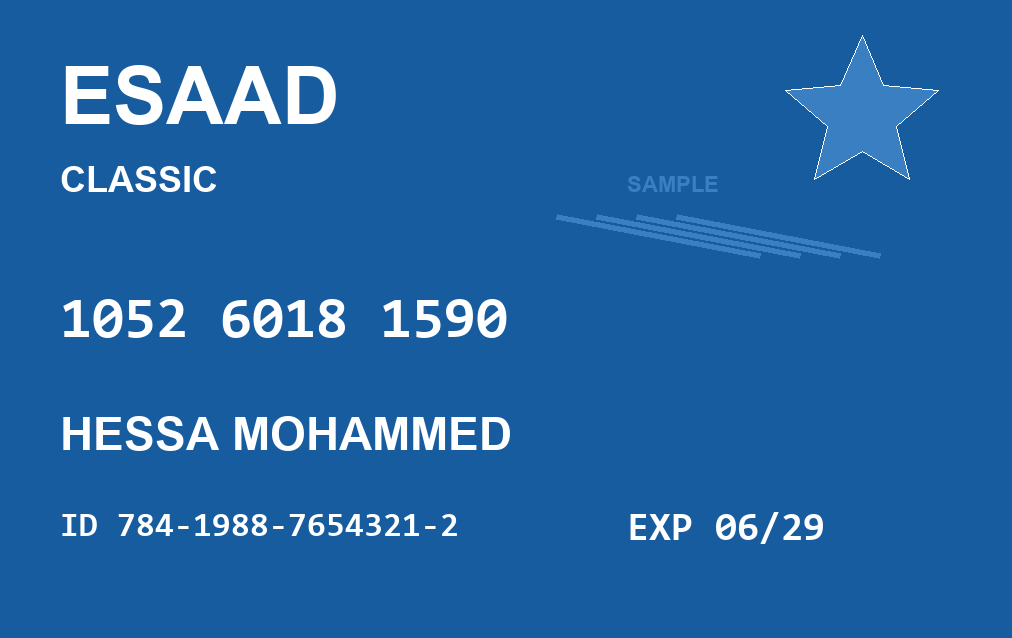 ESAAD
CLASSIC
SAMPLE
1052 6018 1590
HESSA MOHAMMED
ID 784-1988-7654321-2
EXP 06/29